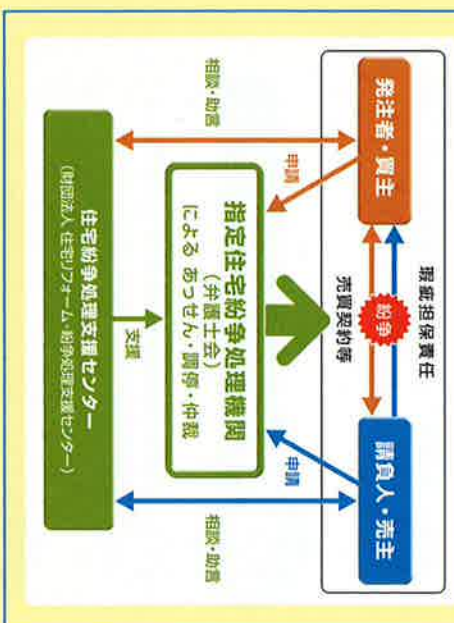 瑕疵担保責任
発注者・買主
紛争
請負人・売主
売買契約等
申請
申請
指定住宅紛争処理機関
（弁護士会）
による あっせん・調停・仲裁
相談・助言
相談・助言
支援
住宅紛争処理支援センター
（財団法人 住宅リフォーム・紛争処理支援センター）